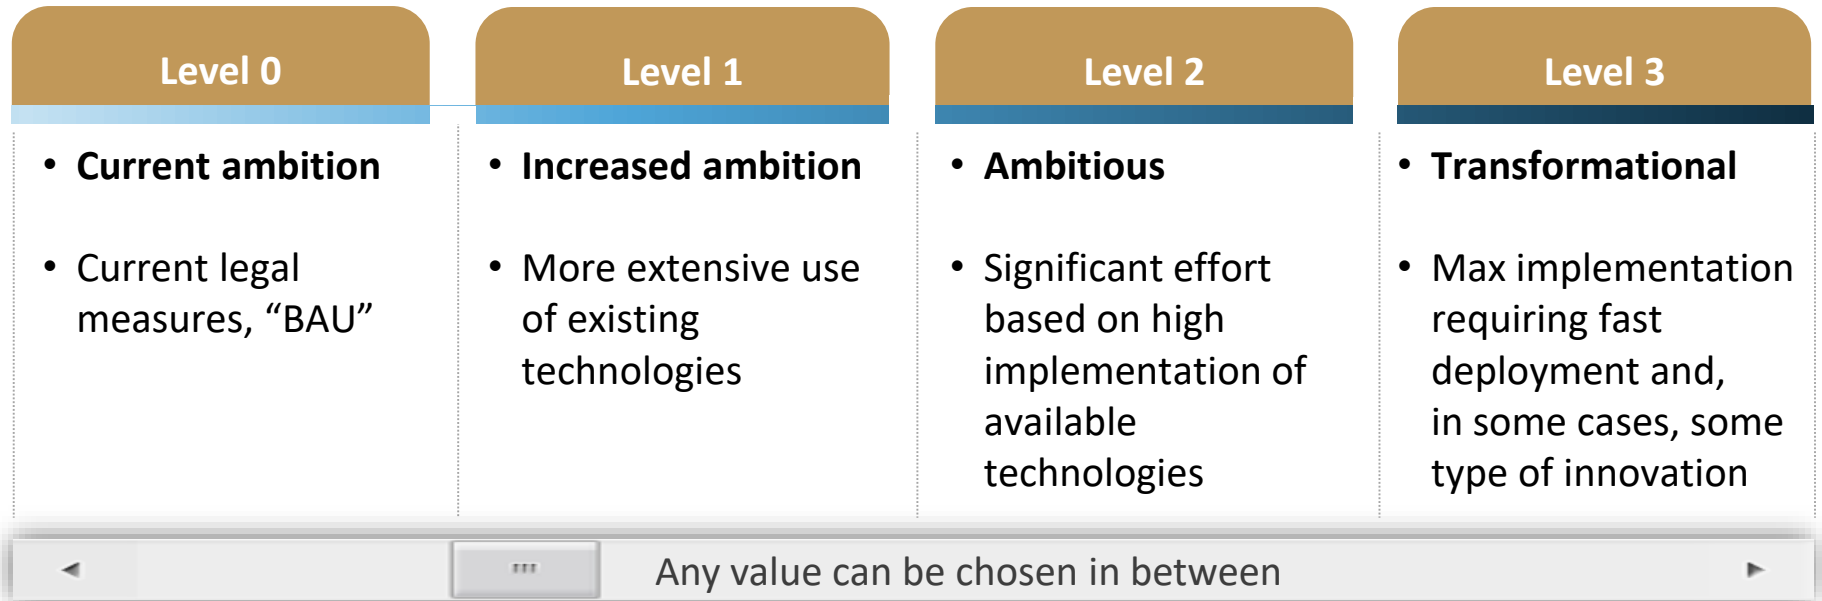 Level 0
• Current ambition
• Current legal
measures, “BAU”
Level 1
• Increased ambition
• More extensive use
of existing
technologies
Level 2
• Ambitious
• Significant effort
based on high
implementation of
available
technologies
Level 3
• Transformational
• Max implementation
requiring fast
deployment and,
in some cases, some
type of innovation
Any value can be chosen in between